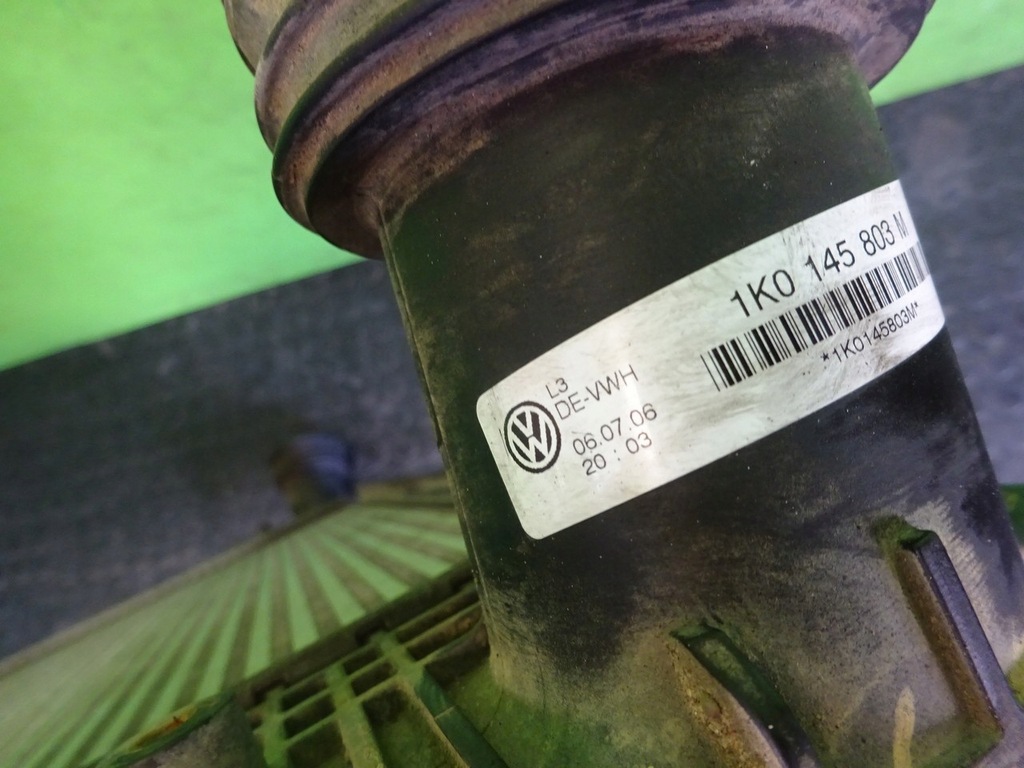 1K0 145 803 M
*1K0145803M*
L3
DE-VWH
06.07.06
20 : 03